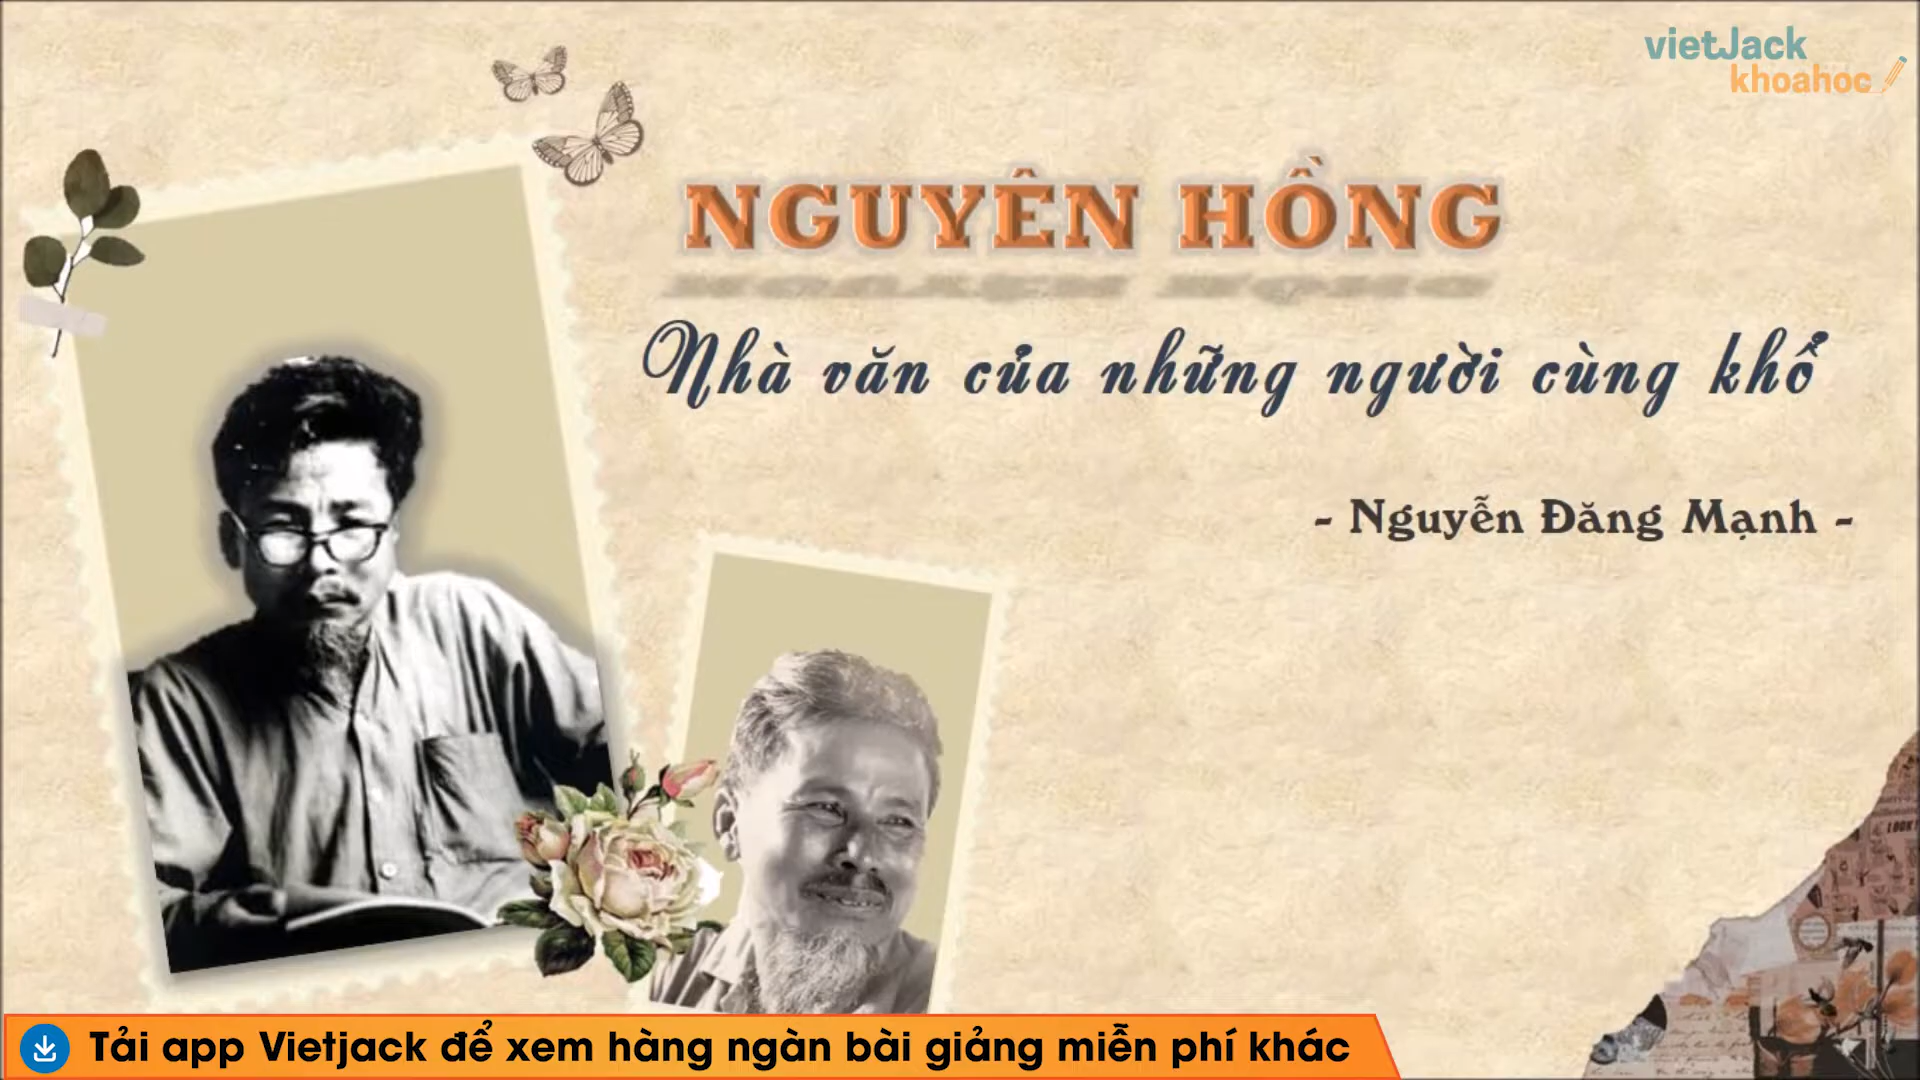 vietJack
khoahoc
NGUYÊN HỒNG
Nhà văn của những người cùng khổ
- Nguyễn Đăng Mạnh -
LOOK!
Tải app Vietjack để xem hàng ngàn bài giảng miễn phí khác